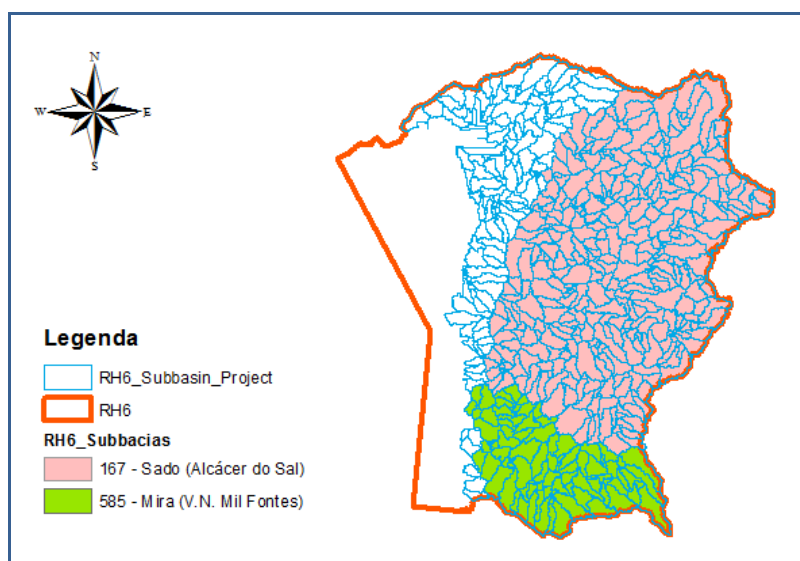 N
W
E
S
Legenda
RH6_Subbasin_Project
RH6
RH6_Subbacias
167 - Sado (Alcácer do Sal)
585 - Mira (V.N. Mil Fontes)